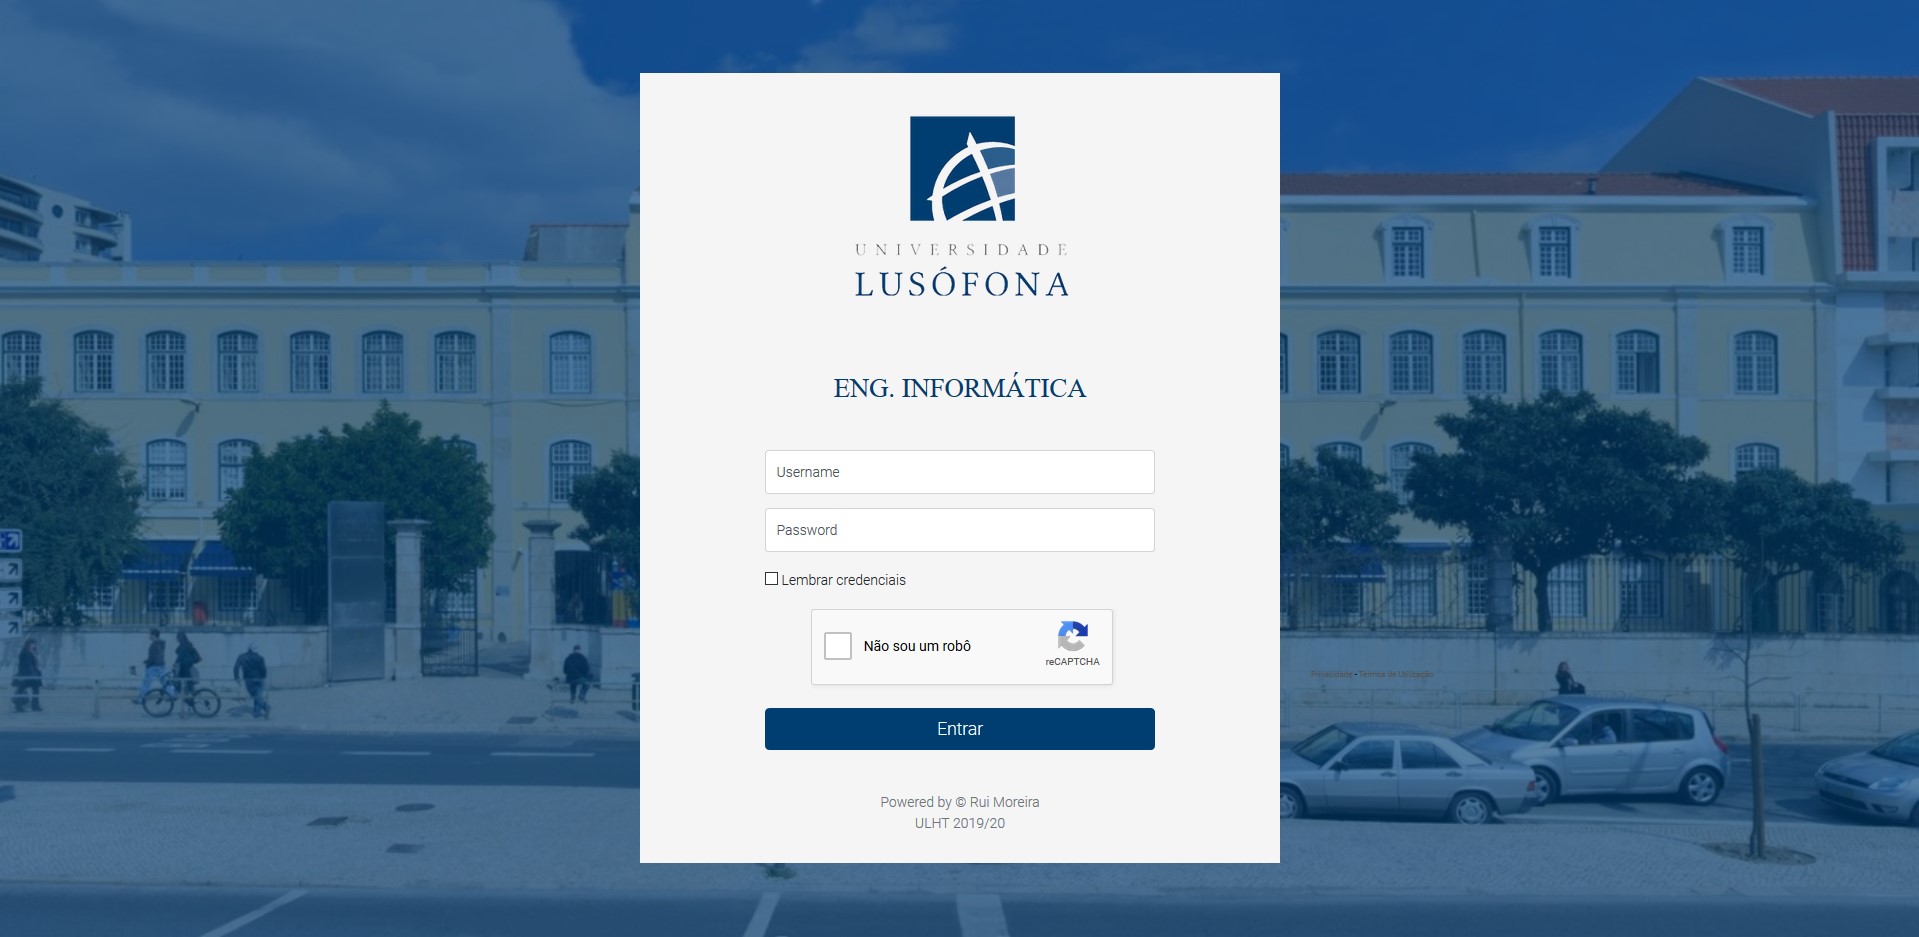 UNIVERSIDADE
LUSÓFONA
ENG. INFORMÁTICA
Username
Password
Lembrar credenciais
Não sou um robô
reCAPTCHA
Privacidade - Termos de Utilização
Entrar
Powered by © Rui Moreira
ULHT 2019/20